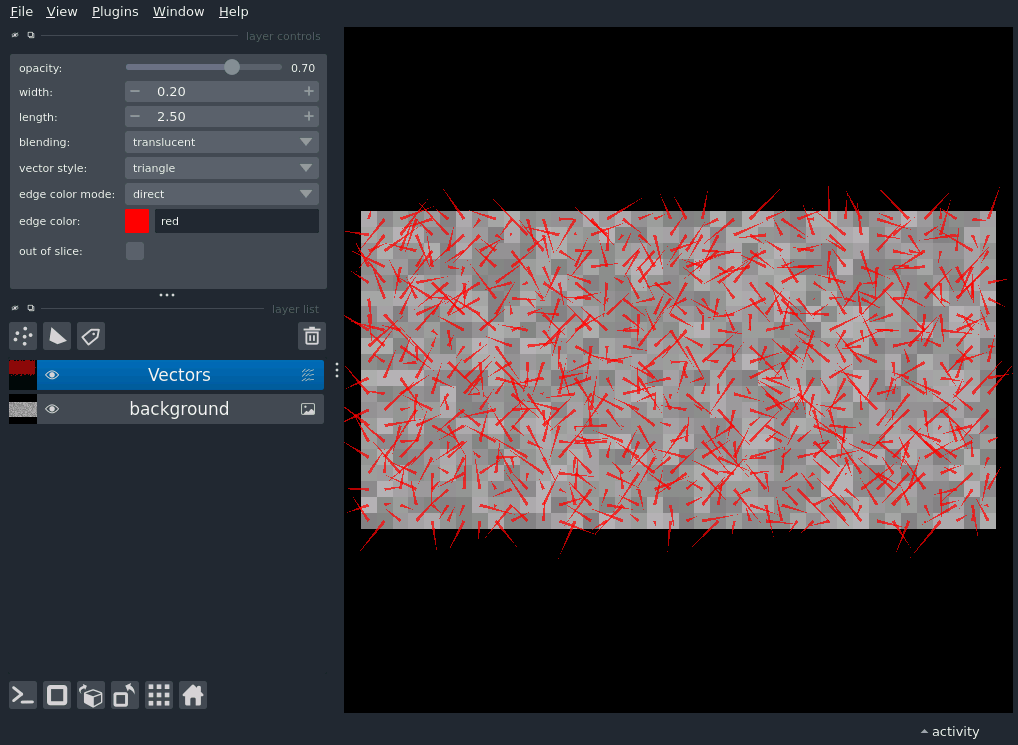 File View Plugins Window Help
layer controls
opacity: 0.70
width: 0.20
length: 2.50
blending: translucent
vector style: triangle
edge color mode: direct
edge color: red
out of slice:
layer list
Vectors
background
activity